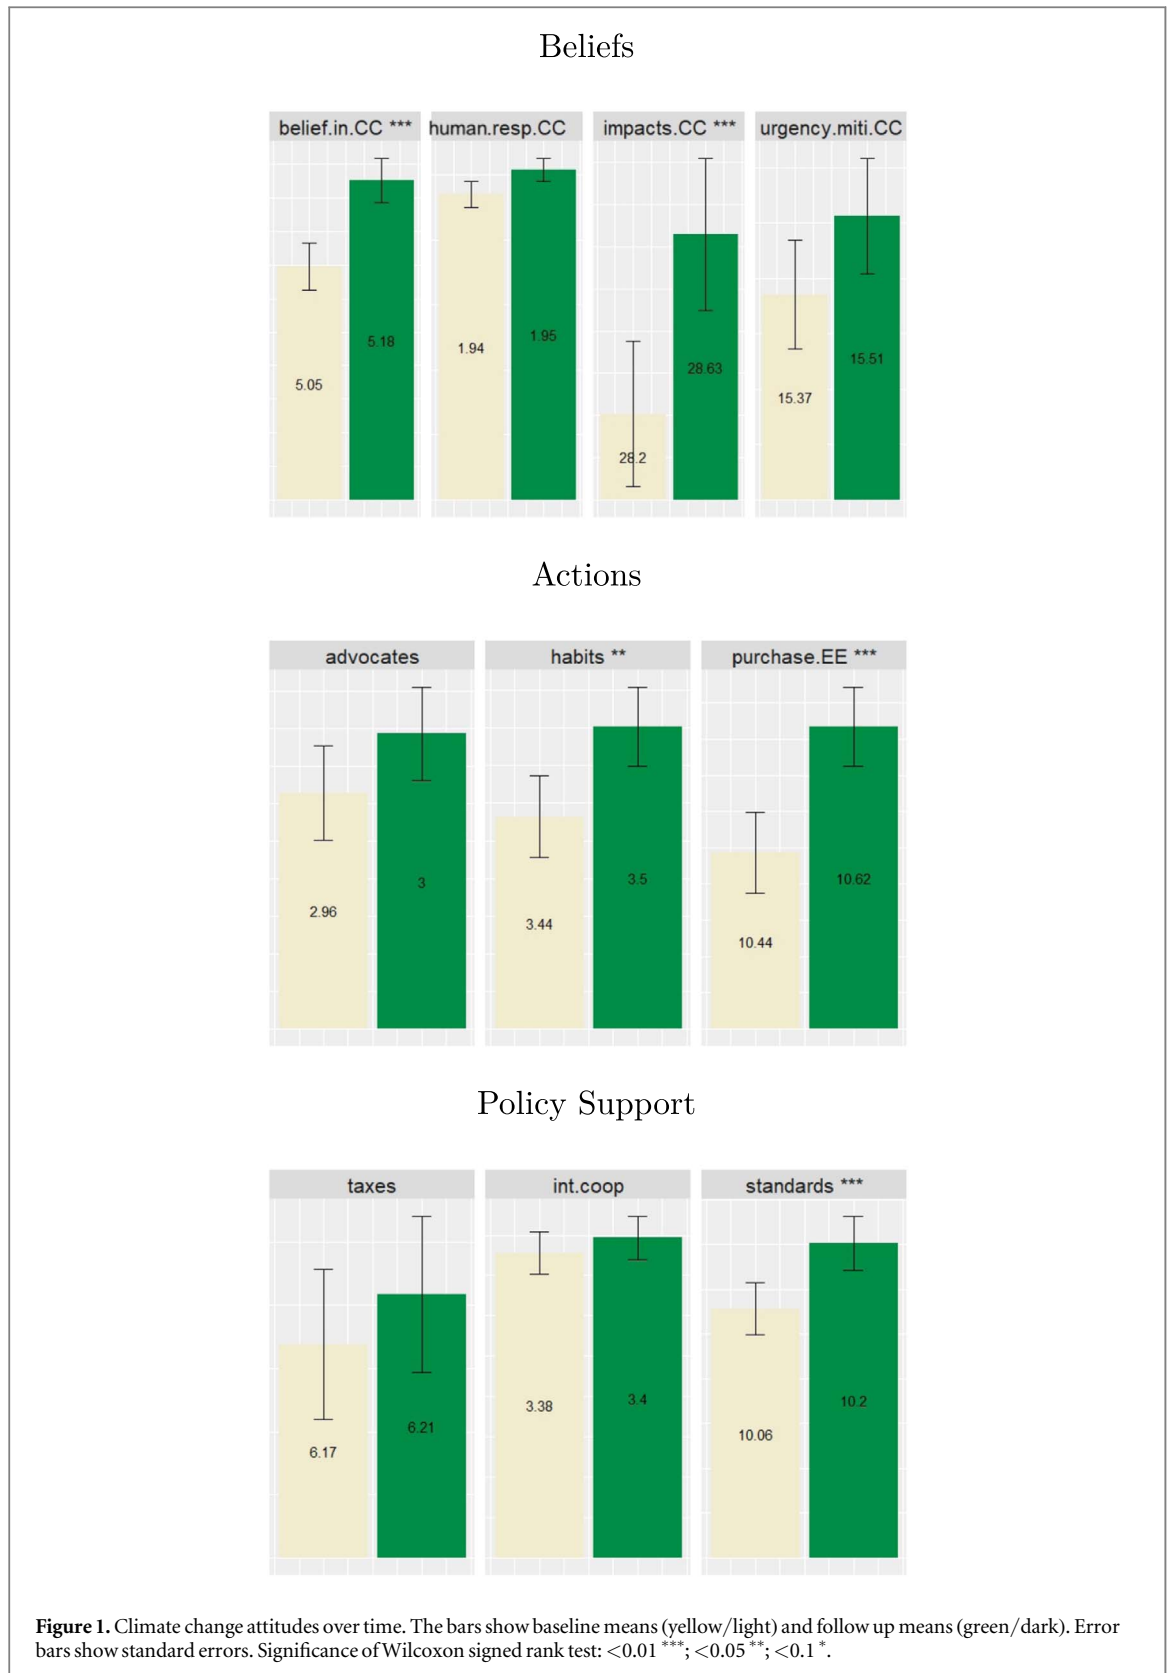 Beliefs
belief.in.CC *** human.resp.CC impacts.CC *** urgency.miti.CC
5.05 5.18 1.94 1.95 28.2 28.63 15.37 15.51
Actions
advocates habits ** purchase.EE ***
2.96 3 3.44 3.5 10.44 10.62
Policy Support
taxes int.coop standards ***
6.17 6.21 3.38 3.4 10.06 10.2
Figure 1. Climate change attitudes over time. The bars show baseline means (yellow/light) and follow up means (green/dark). Error
bars show standard errors. Significance of Wilcoxon signed rank test: <0.01 ***; <0.05 **; <0.1 *.